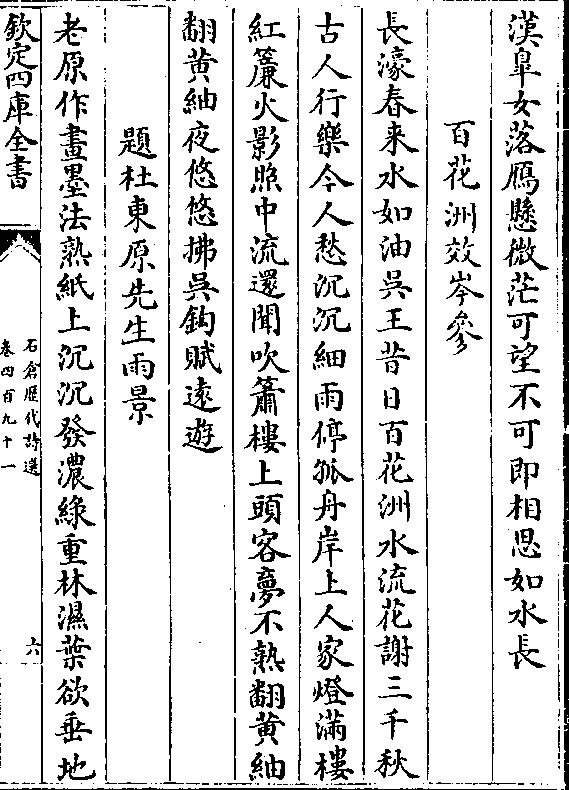 漢臯女落鴈懸微茫可望不可即相思如水長
百花洲效岑參
長濠春来水如油吳王昔日百花洲水流花謝三千秋
古人行樂今人愁沉沉細雨停孤舟岸上人家燈滿樓
紅簾火影照中流還聞吹簫樓上頭客夢不熟翻黄紬
翻黄紬夜悠悠拂吳鈎賦逺遊
題杜東原先生雨景
老原作畫墨法熟紙上沉沉發濃綠重林濕葉欲垂地
欽定四庫全書
石倉歴代詩選
卷四百九十一
六